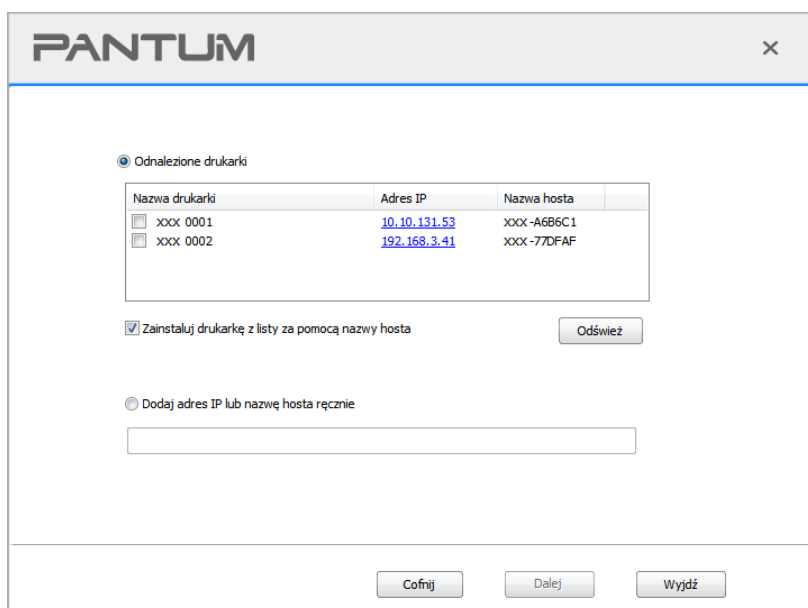 PANTUM
Odnalezione drukarki
Nazwa drukarki Adres IP Nazwa hosta
xxx 0001 10.10.131.53 xxx-A6B6C1
xxx 0002 192.168.3.41 xxx-77DFAF
Zainstaluj drukarkę z listy za pomocą nazwy hosta Odśwież
Dodaj adres IP lub nazwę hosta ręcznie
Cofnij Dalej Wyjdź